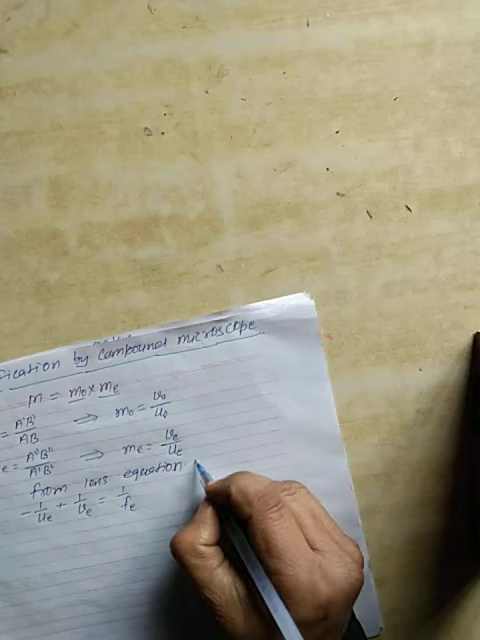 ication by compound microscope
M = mo × me
= A'B'/AB ⇒ mo = vo/uo
e = A"B"/A'B' ⇒ me = ve/ue
from lens equation
-1/ue + 1/ve = 1/fe